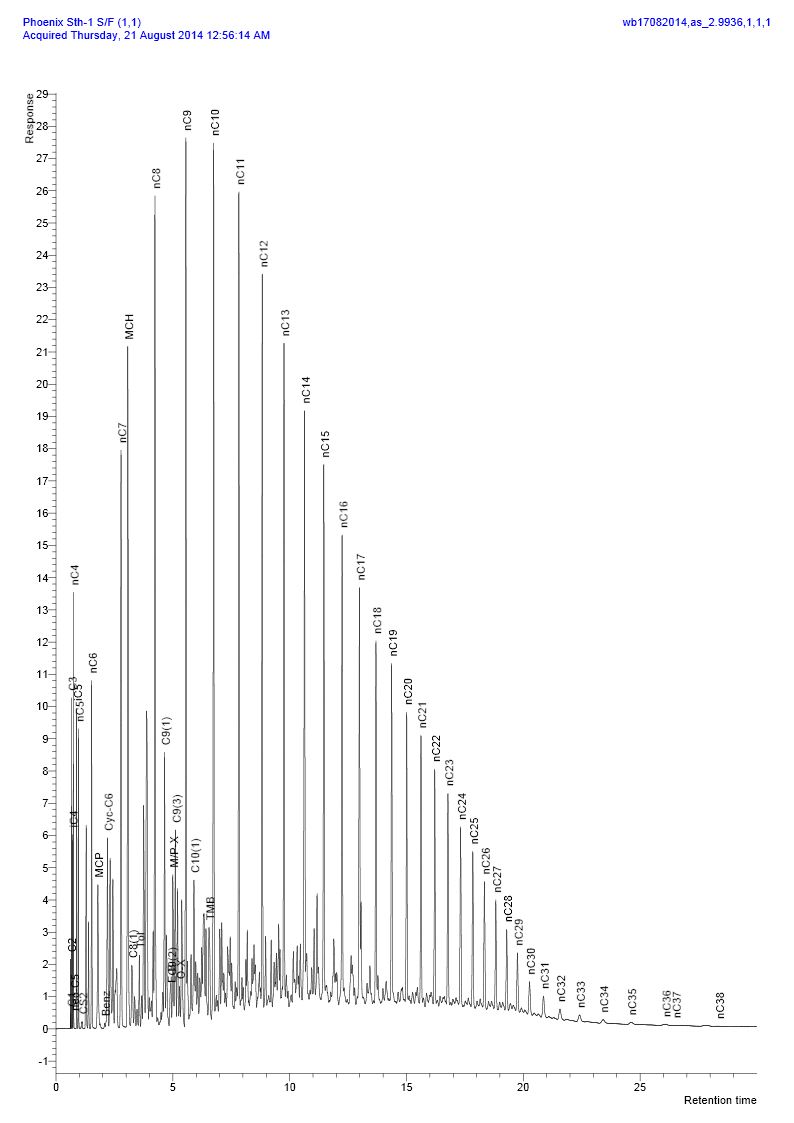 Phoenix Sth-1 S/F (1,1)
Acquired Thursday, 21 August 2014 12:56:14 AM
wb17082014,as_2.9936,1,1,1
Response
29
28
27
26
25
24
23
22
21
20
19
18
17
16
15
14
13
12
11
10
9
8
7
6
5
4
3
2
1
0
-1
C2
C3
iC4
nC4
iC5
nC5
CS2
nC6
MCP
Benz
Cyc-C6
nC7
MCH
C8(1)
Tol
nC8
C9(1)
M/P-X
C9(3)
O-X
nC9
C10(1)
TMB
nC10
nC11
nC12
nC13
nC14
nC15
nC16
nC17
nC18
nC19
nC20
nC21
nC22
nC23
nC24
nC25
nC26
nC27
nC28
nC29
nC30
nC31
nC32
nC33
nC34
nC35
nC36
nC37
nC38
0
5
10
15
20
25
Retention time